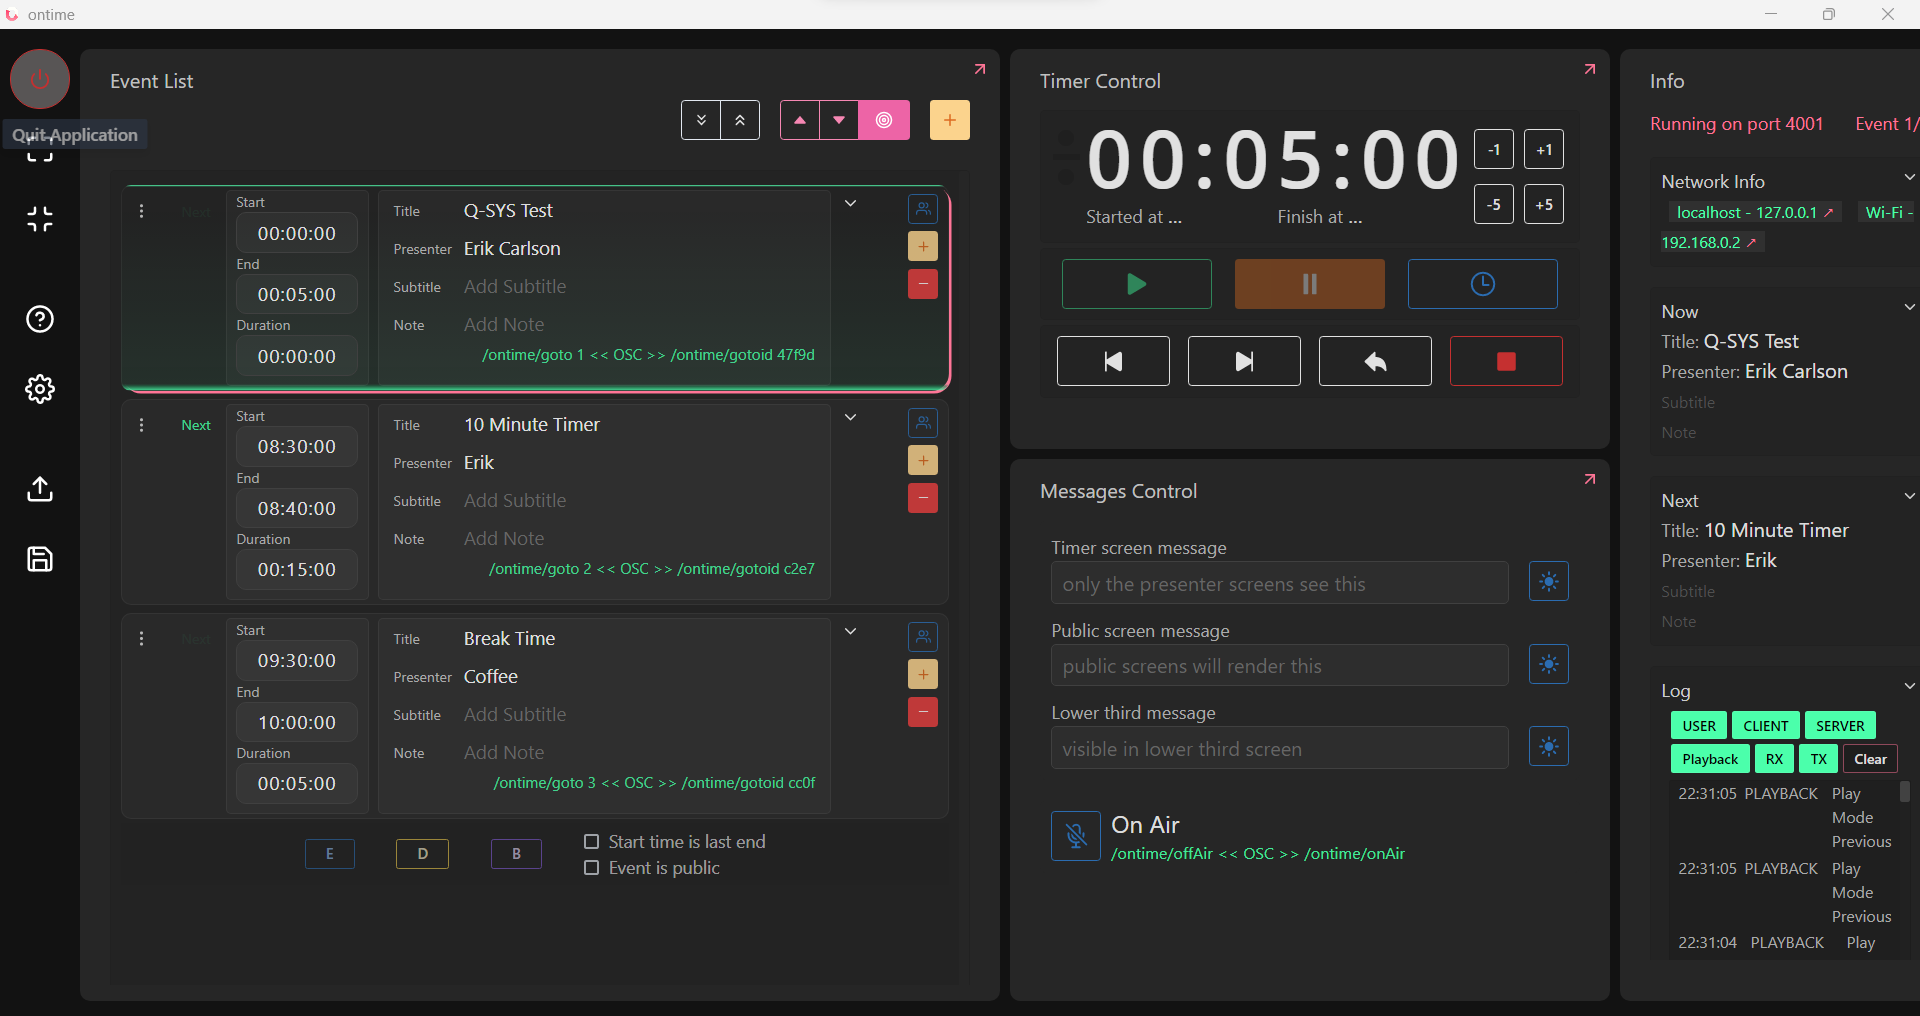 ontime
Quit Application
Event List
Next
Start
00:00:00
End
00:05:00
Duration
00:00:00
Title Q-SYS Test
Presenter Erik Carlson
Subtitle Add Subtitle
Note Add Note
/ontime/goto 1 << OSC >> /ontime/gotoid 47f9d
Next
Start
08:30:00
End
08:40:00
Duration
00:15:00
Title 10 Minute Timer
Presenter Erik
Subtitle Add Subtitle
Note Add Note
/ontime/goto 2 << OSC >> /ontime/gotoid c2e7
Next
Start
09:30:00
End
10:00:00
Duration
00:05:00
Title Break Time
Presenter Coffee
Subtitle Add Subtitle
Note Add Note
/ontime/goto 3 << OSC >> /ontime/gotoid cc0f
E D B
Start time is last end
Event is public
Timer Control
00:05:00
-1 +1
-5 +5
Started at ... Finish at ...
Messages Control
Timer screen message
only the presenter screens see this
Public screen message
public screens will render this
Lower third message
visible in lower third screen
On Air
/ontime/offAir << OSC >> /ontime/onAir
Info
Running on port 4001 Event 1/
Network Info
localhost - 127.0.0.1 ↗ Wi-Fi -
192.168.0.2 ↗
Now
Title: Q-SYS Test
Presenter: Erik Carlson
Subtitle
Note
Next
Title: 10 Minute Timer
Presenter: Erik
Subtitle
Note
Log
USER CLIENT SERVER
Playback RX TX Clear
22:31:05 PLAYBACK Play
Mode
Previous
22:31:05 PLAYBACK Play
Mode
Previous
22:31:04 PLAYBACK Play